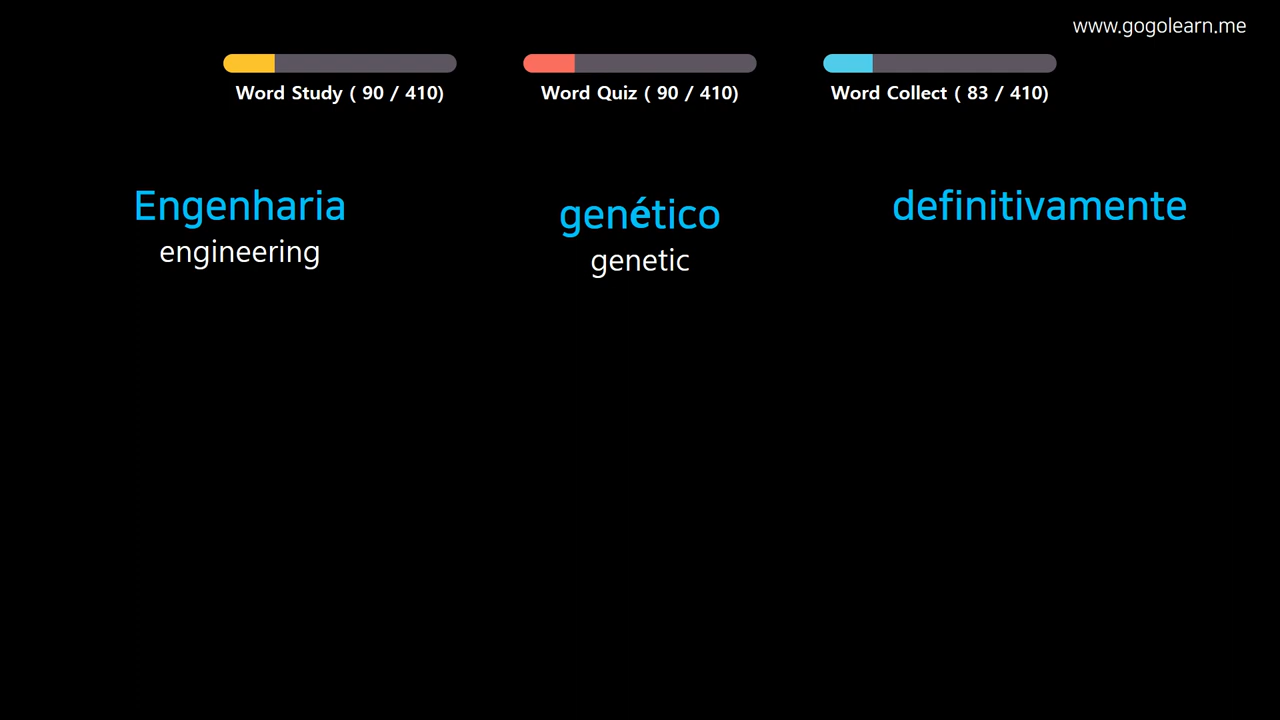 www.gogolearn.me
Word Study ( 90 / 410)
Word Quiz ( 90 / 410)
Word Collect ( 83 / 410)
Engenharia
engineering
genético
genetic
definitivamente